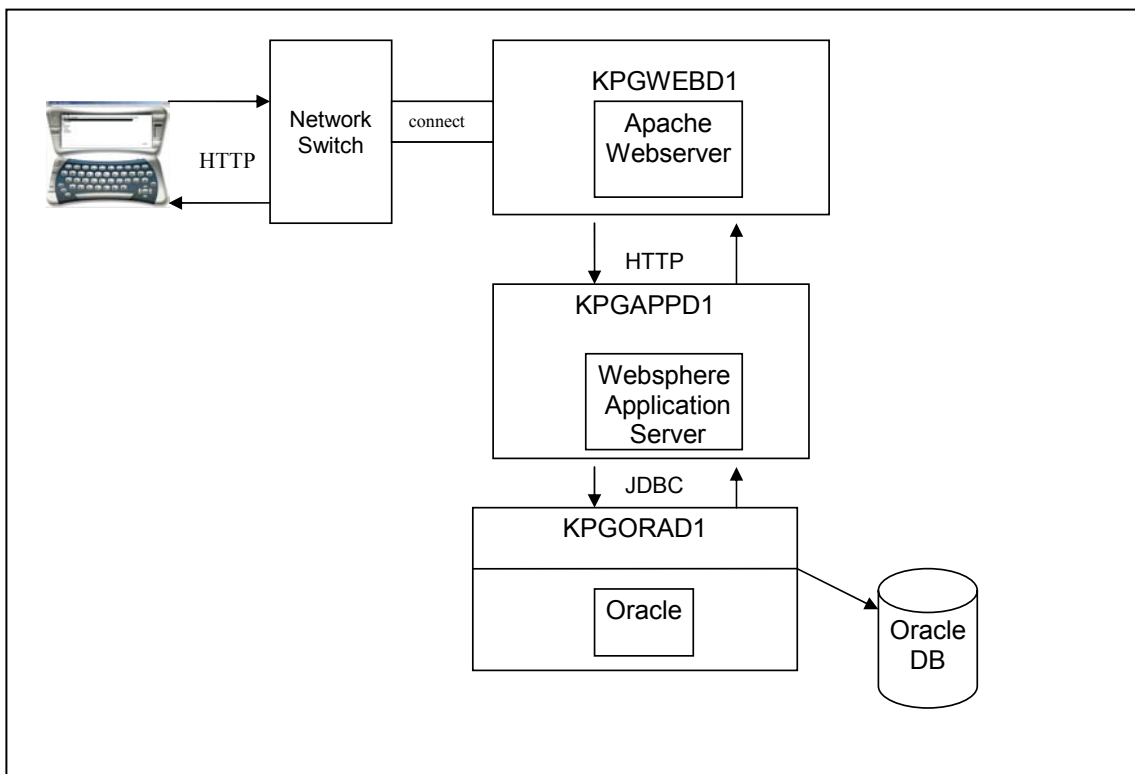 KPGWEBD1
Apache
Webserver
Network
Switch
connect
HTTP
HTTP
KPGAPPD1
Websphere
Application
Server
JDBC
KPGORAD1
Oracle
Oracle
DB